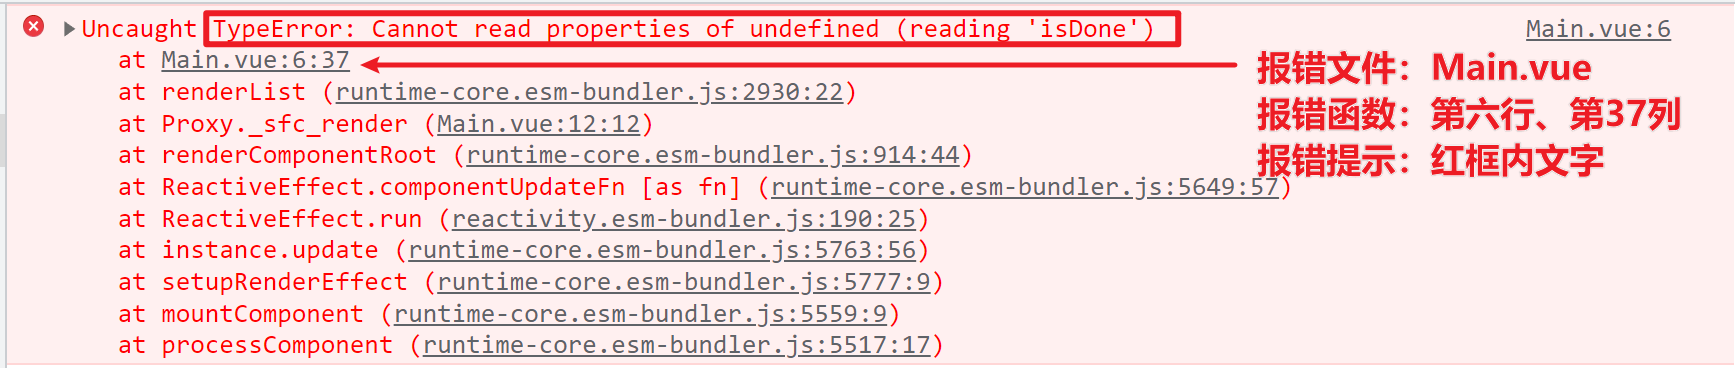 Uncaught TypeError: Cannot read properties of undefined (reading 'isDone') Main.vue:6
at Main.vue:6:37
at renderList (runtime-core.esm-bundler.js:2930:22)
at Proxy._sfc_render (Main.vue:12:12)
at renderComponentRoot (runtime-core.esm-bundler.js:914:44)
at ReactiveEffect.componentUpdateFn [as fn] (runtime-core.esm-bundler.js:5649:57)
at ReactiveEffect.run (reactivity.esm-bundler.js:190:25)
at instance.update (runtime-core.esm-bundler.js:5763:56)
at setupRenderEffect (runtime-core.esm-bundler.js:5777:9)
at mountComponent (runtime-core.esm-bundler.js:5559:9)
at processComponent (runtime-core.esm-bundler.js:5517:17)
报错文件：Main.vue
报错函数：第六行、第37列
报错提示：红框内文字